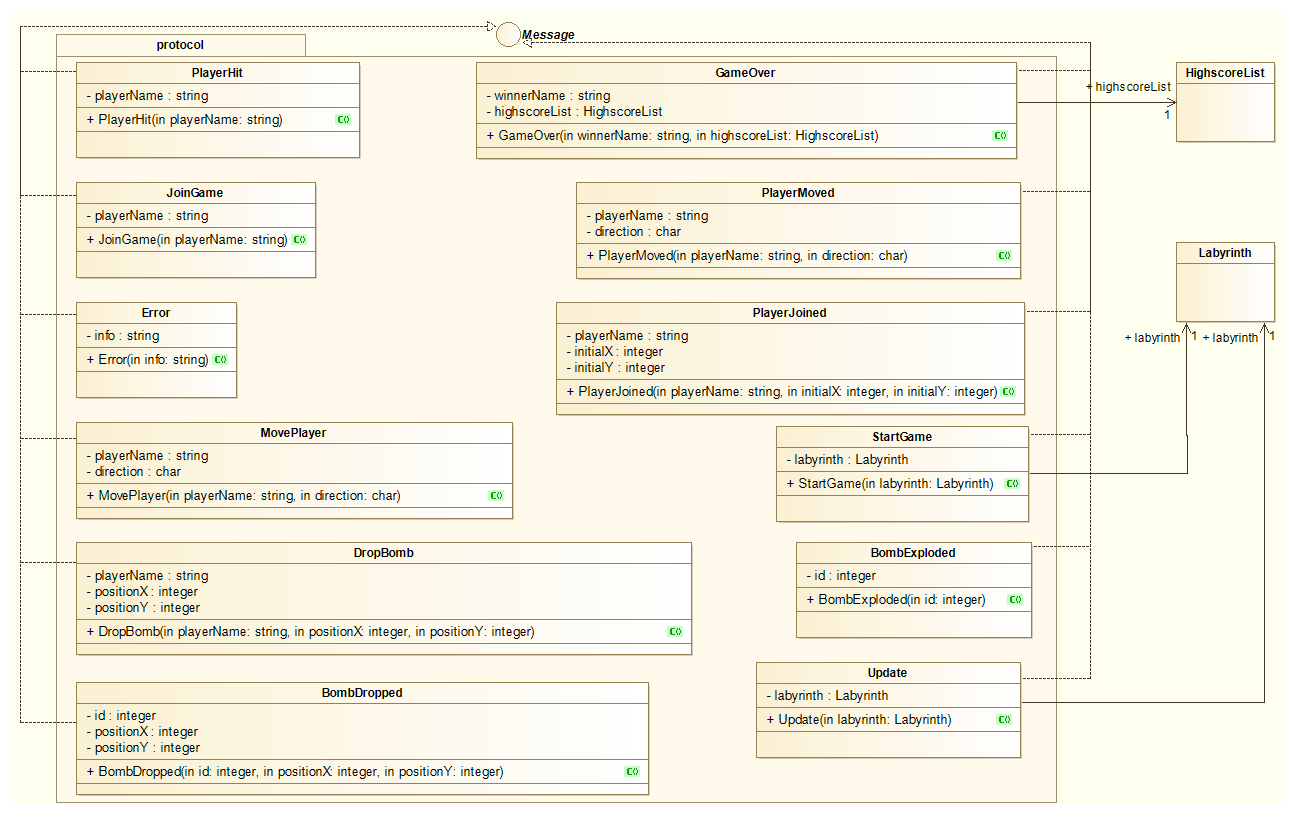 Message
protocol
PlayerHit
- playerName : string
+ PlayerHit(in playerName: string) C()
GameOver
- winnerName : string
- highscoreList : HighscoreList
+ GameOver(in winnerName: string, in highscoreList: HighscoreList) C()
+ highscoreList
1
HighscoreList
JoinGame
- playerName : string
+ JoinGame(in playerName: string) C()
PlayerMoved
- playerName : string
- direction : char
+ PlayerMoved(in playerName: string, in direction: char) C()
Labyrinth
+ labyrinth 1
+ labyrinth 1
Error
- info : string
+ Error(in info: string) C()
PlayerJoined
- playerName : string
- initialX : integer
- initialY : integer
+ PlayerJoined(in playerName: string, in initialX: integer, in initialY: integer) C()
MovePlayer
- playerName : string
- direction : char
+ MovePlayer(in playerName: string, in direction: char) C()
StartGame
- labyrinth : Labyrinth
+ StartGame(in labyrinth: Labyrinth) C()
DropBomb
- playerName : string
- positionX : integer
- positionY : integer
+ DropBomb(in playerName: string, in positionX: integer, in positionY: integer) C()
BombExploded
- id : integer
+ BombExploded(in id: integer) C()
BombDropped
- id : integer
- positionX : integer
- positionY : integer
+ BombDropped(in id: integer, in positionX: integer, in positionY: integer) C()
Update
- labyrinth : Labyrinth
+ Update(in labyrinth: Labyrinth) C()